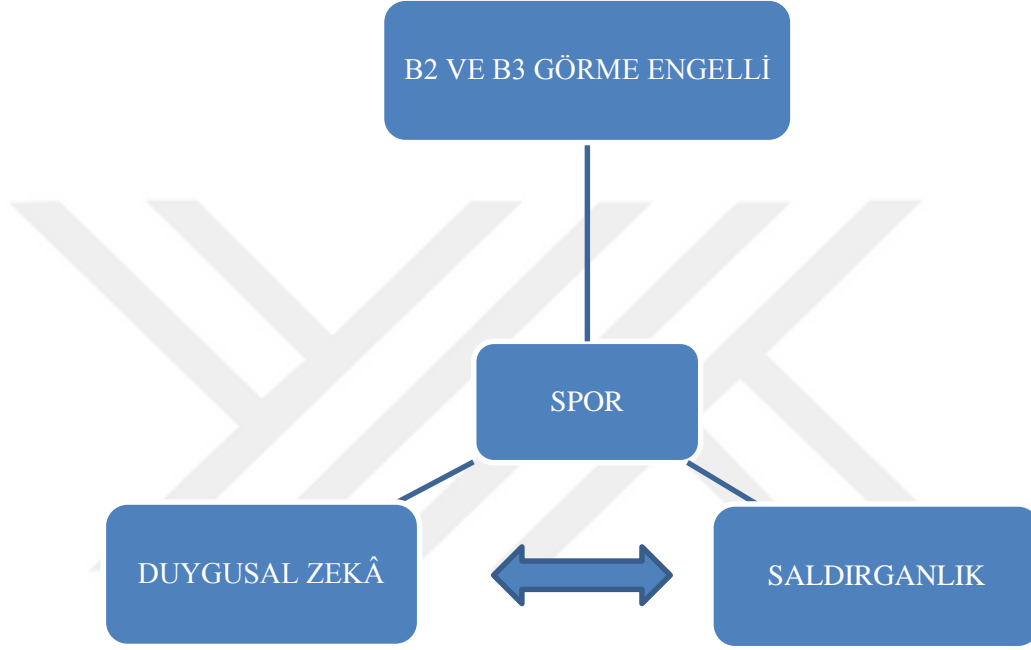 B2 VE B3 GÖRME ENGELLİ
SPOR
DUYGUSAL ZEKÂ
SALDIRGANLIK